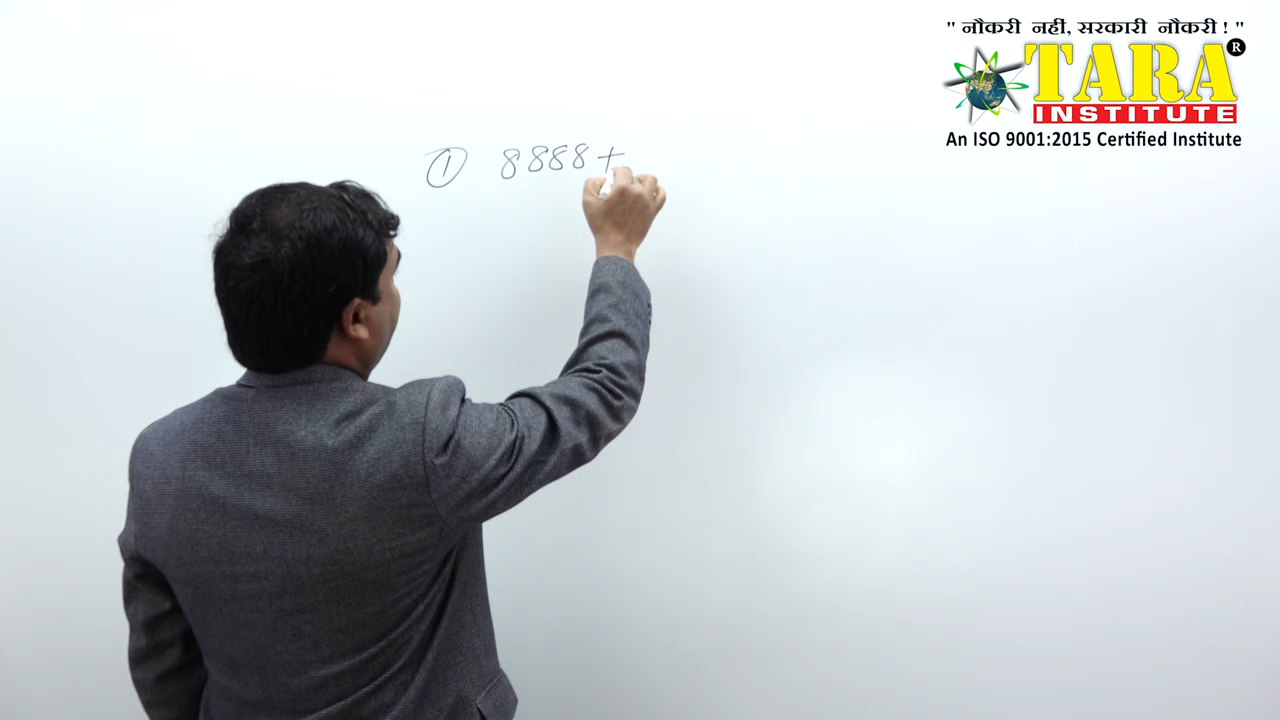 " नौकरी नहीं, सरकारी नौकरी ! "
TARA ®
INSTITUTE
An ISO 9001:2015 Certified Institute
① 8888+